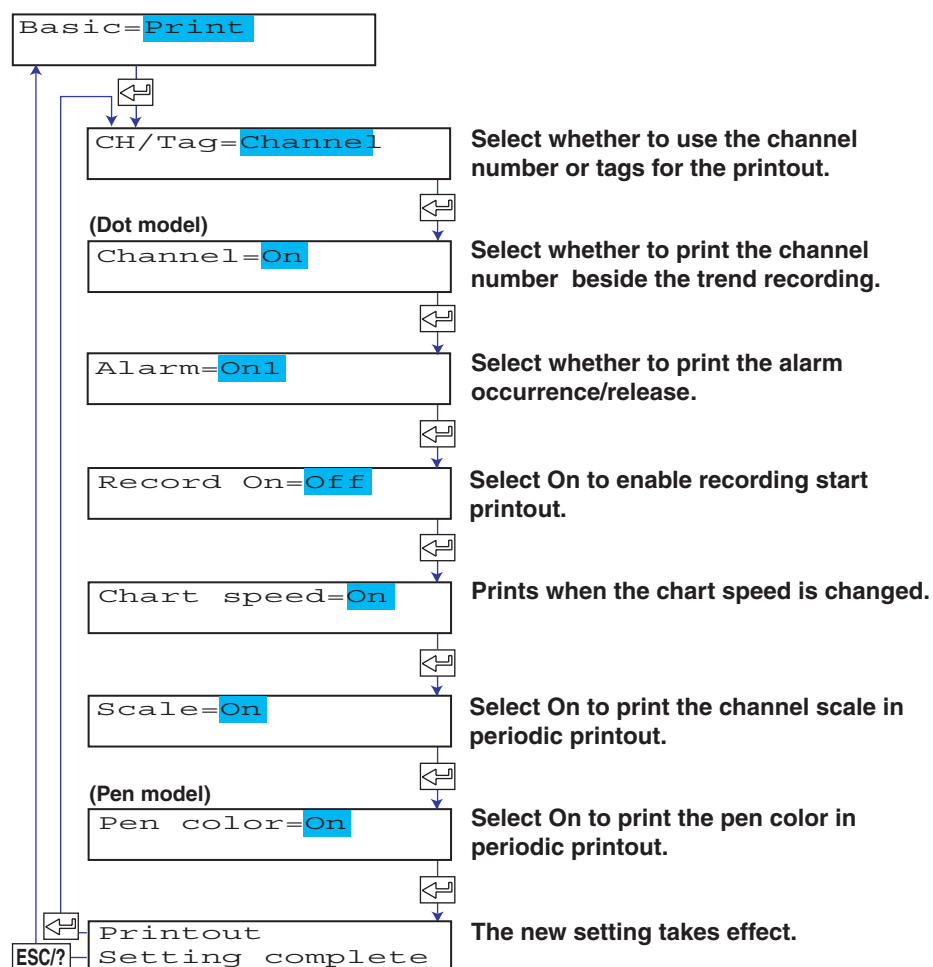 Basic=Print
CH/Tag=Channel
Select whether to use the channel
number or tags for the printout.
(Dot model)
Channel=On
Select whether to print the channel
number beside the trend recording.
Alarm=On1
Select whether to print the alarm
occurrence/release.
Record On=Off
Select On to enable recording start
printout.
Chart speed=On
Prints when the chart speed is changed.
Scale=On
Select On to print the channel scale in
periodic printout.
(Pen model)
Pen color=On
Select On to print the pen color in
periodic printout.
Printout
The new setting takes effect.
ESC/?
Setting complete